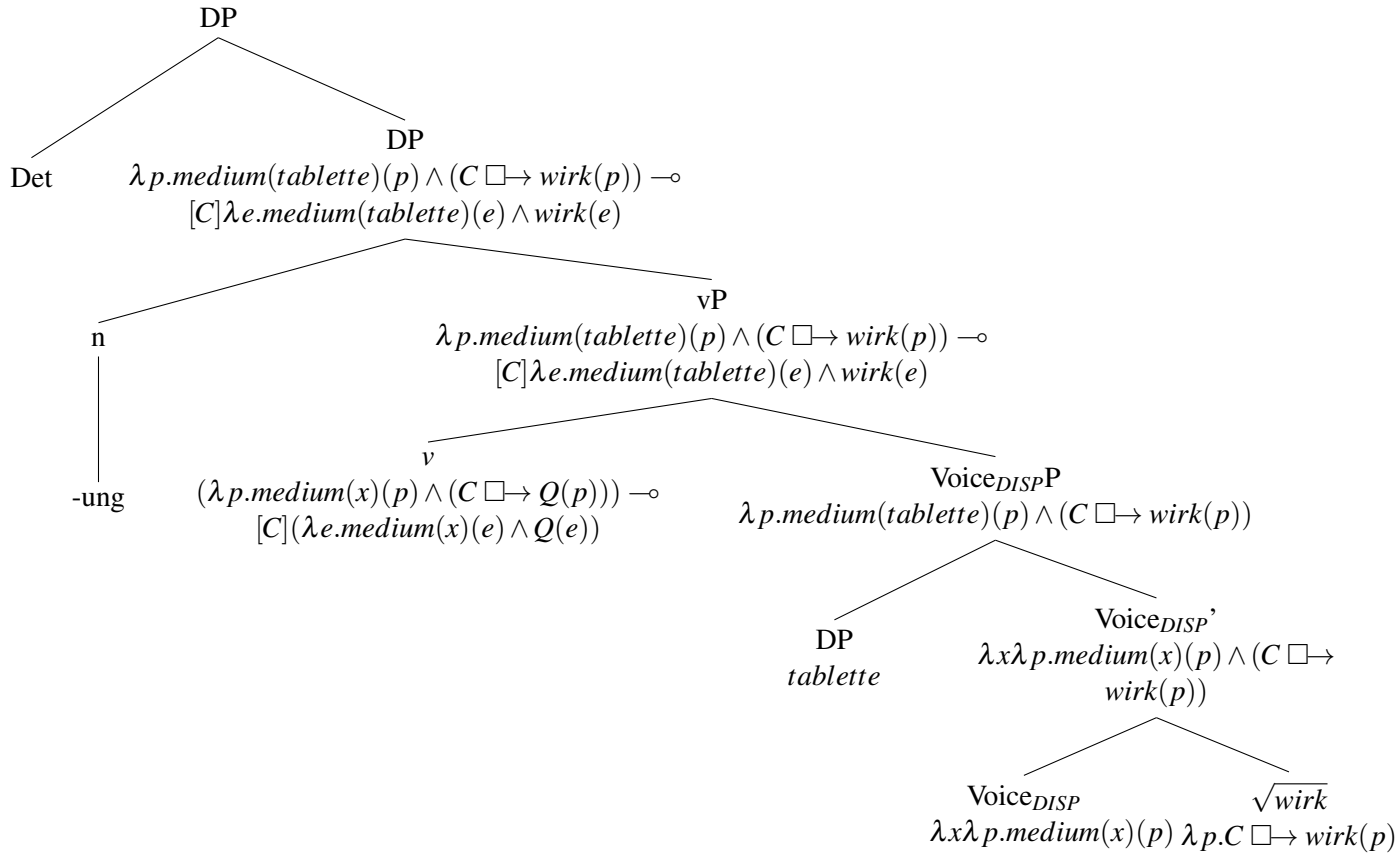 DP
Det
DP
λp.medium(tablette)(p) ∧ (C □→ wirk(p)) ⊸
[C]λe.medium(tablette)(e) ∧ wirk(e)
n
-ung
vP
λp.medium(tablette)(p) ∧ (C □→ wirk(p)) ⊸
[C]λe.medium(tablette)(e) ∧ wirk(e)
v
(λp.medium(x)(p) ∧ (C □→ Q(p))) ⊸
[C](λe.medium(x)(e) ∧ Q(e))
Voice_DISP P
λp.medium(tablette)(p) ∧ (C □→ wirk(p))
DP
tablette
Voice_DISP'
λxλp.medium(x)(p) ∧ (C □→
wirk(p))
Voice_DISP
λxλp.medium(x)(p)
√wirk
λp.C □→ wirk(p)